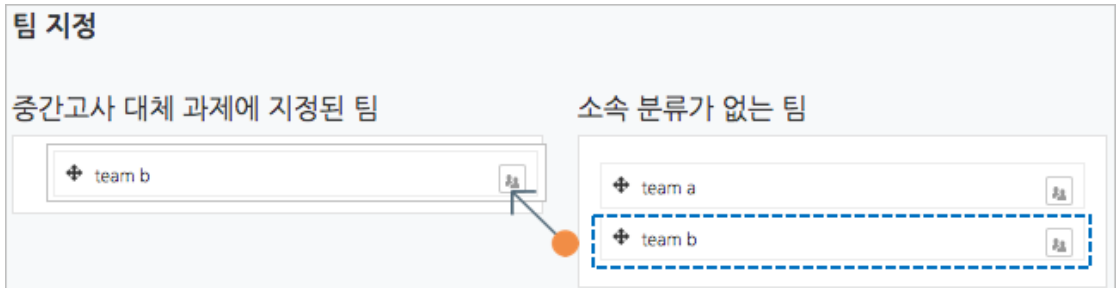 팀 지정
중간고사 대체 과제에 지정된 팀
team b
소속 분류가 없는 팀
team a
team b